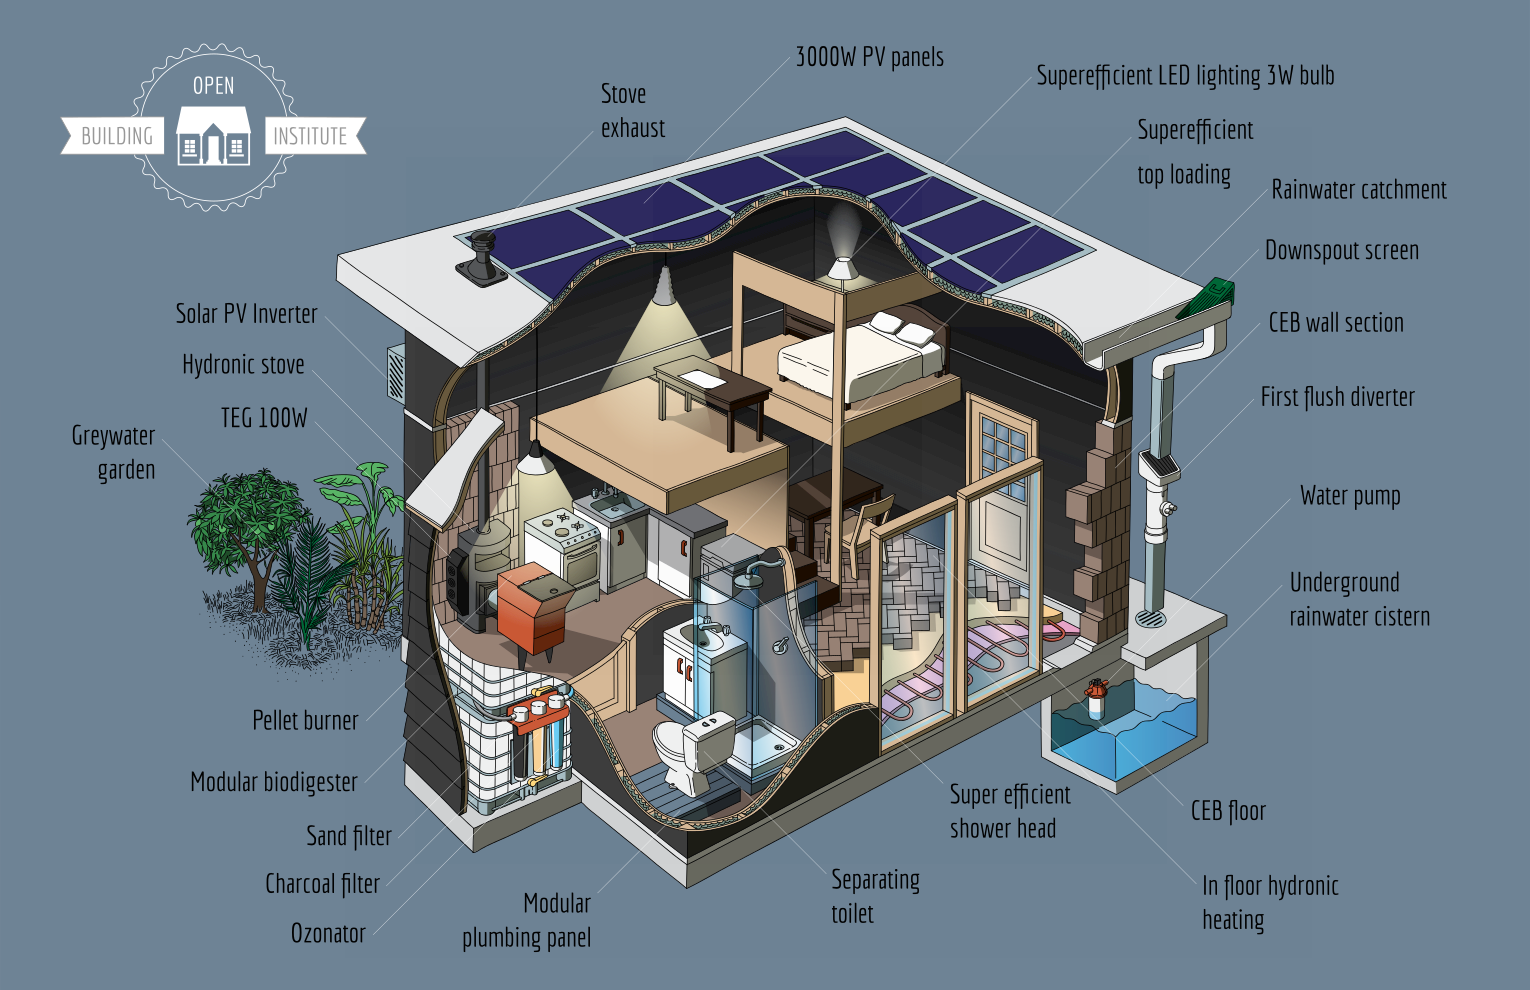 OPEN
BUILDING INSTITUTE
3000W PV panels
Superefficient LED lighting 3W bulb
Stove
exhaust
Superefficient
top loading
Rainwater catchment
Downspout screen
Solar PV Inverter
CEB wall section
Hydronic stove
First flush diverter
TEG 100W
Greywater
garden
Water pump
Underground
rainwater cistern
Pellet burner
Modular biodigester
Super efficient
shower head
CEB floor
Sand filter
Charcoal filter
Separating
toilet
In floor hydronic
heating
Modular
plumbing panel
Ozonator